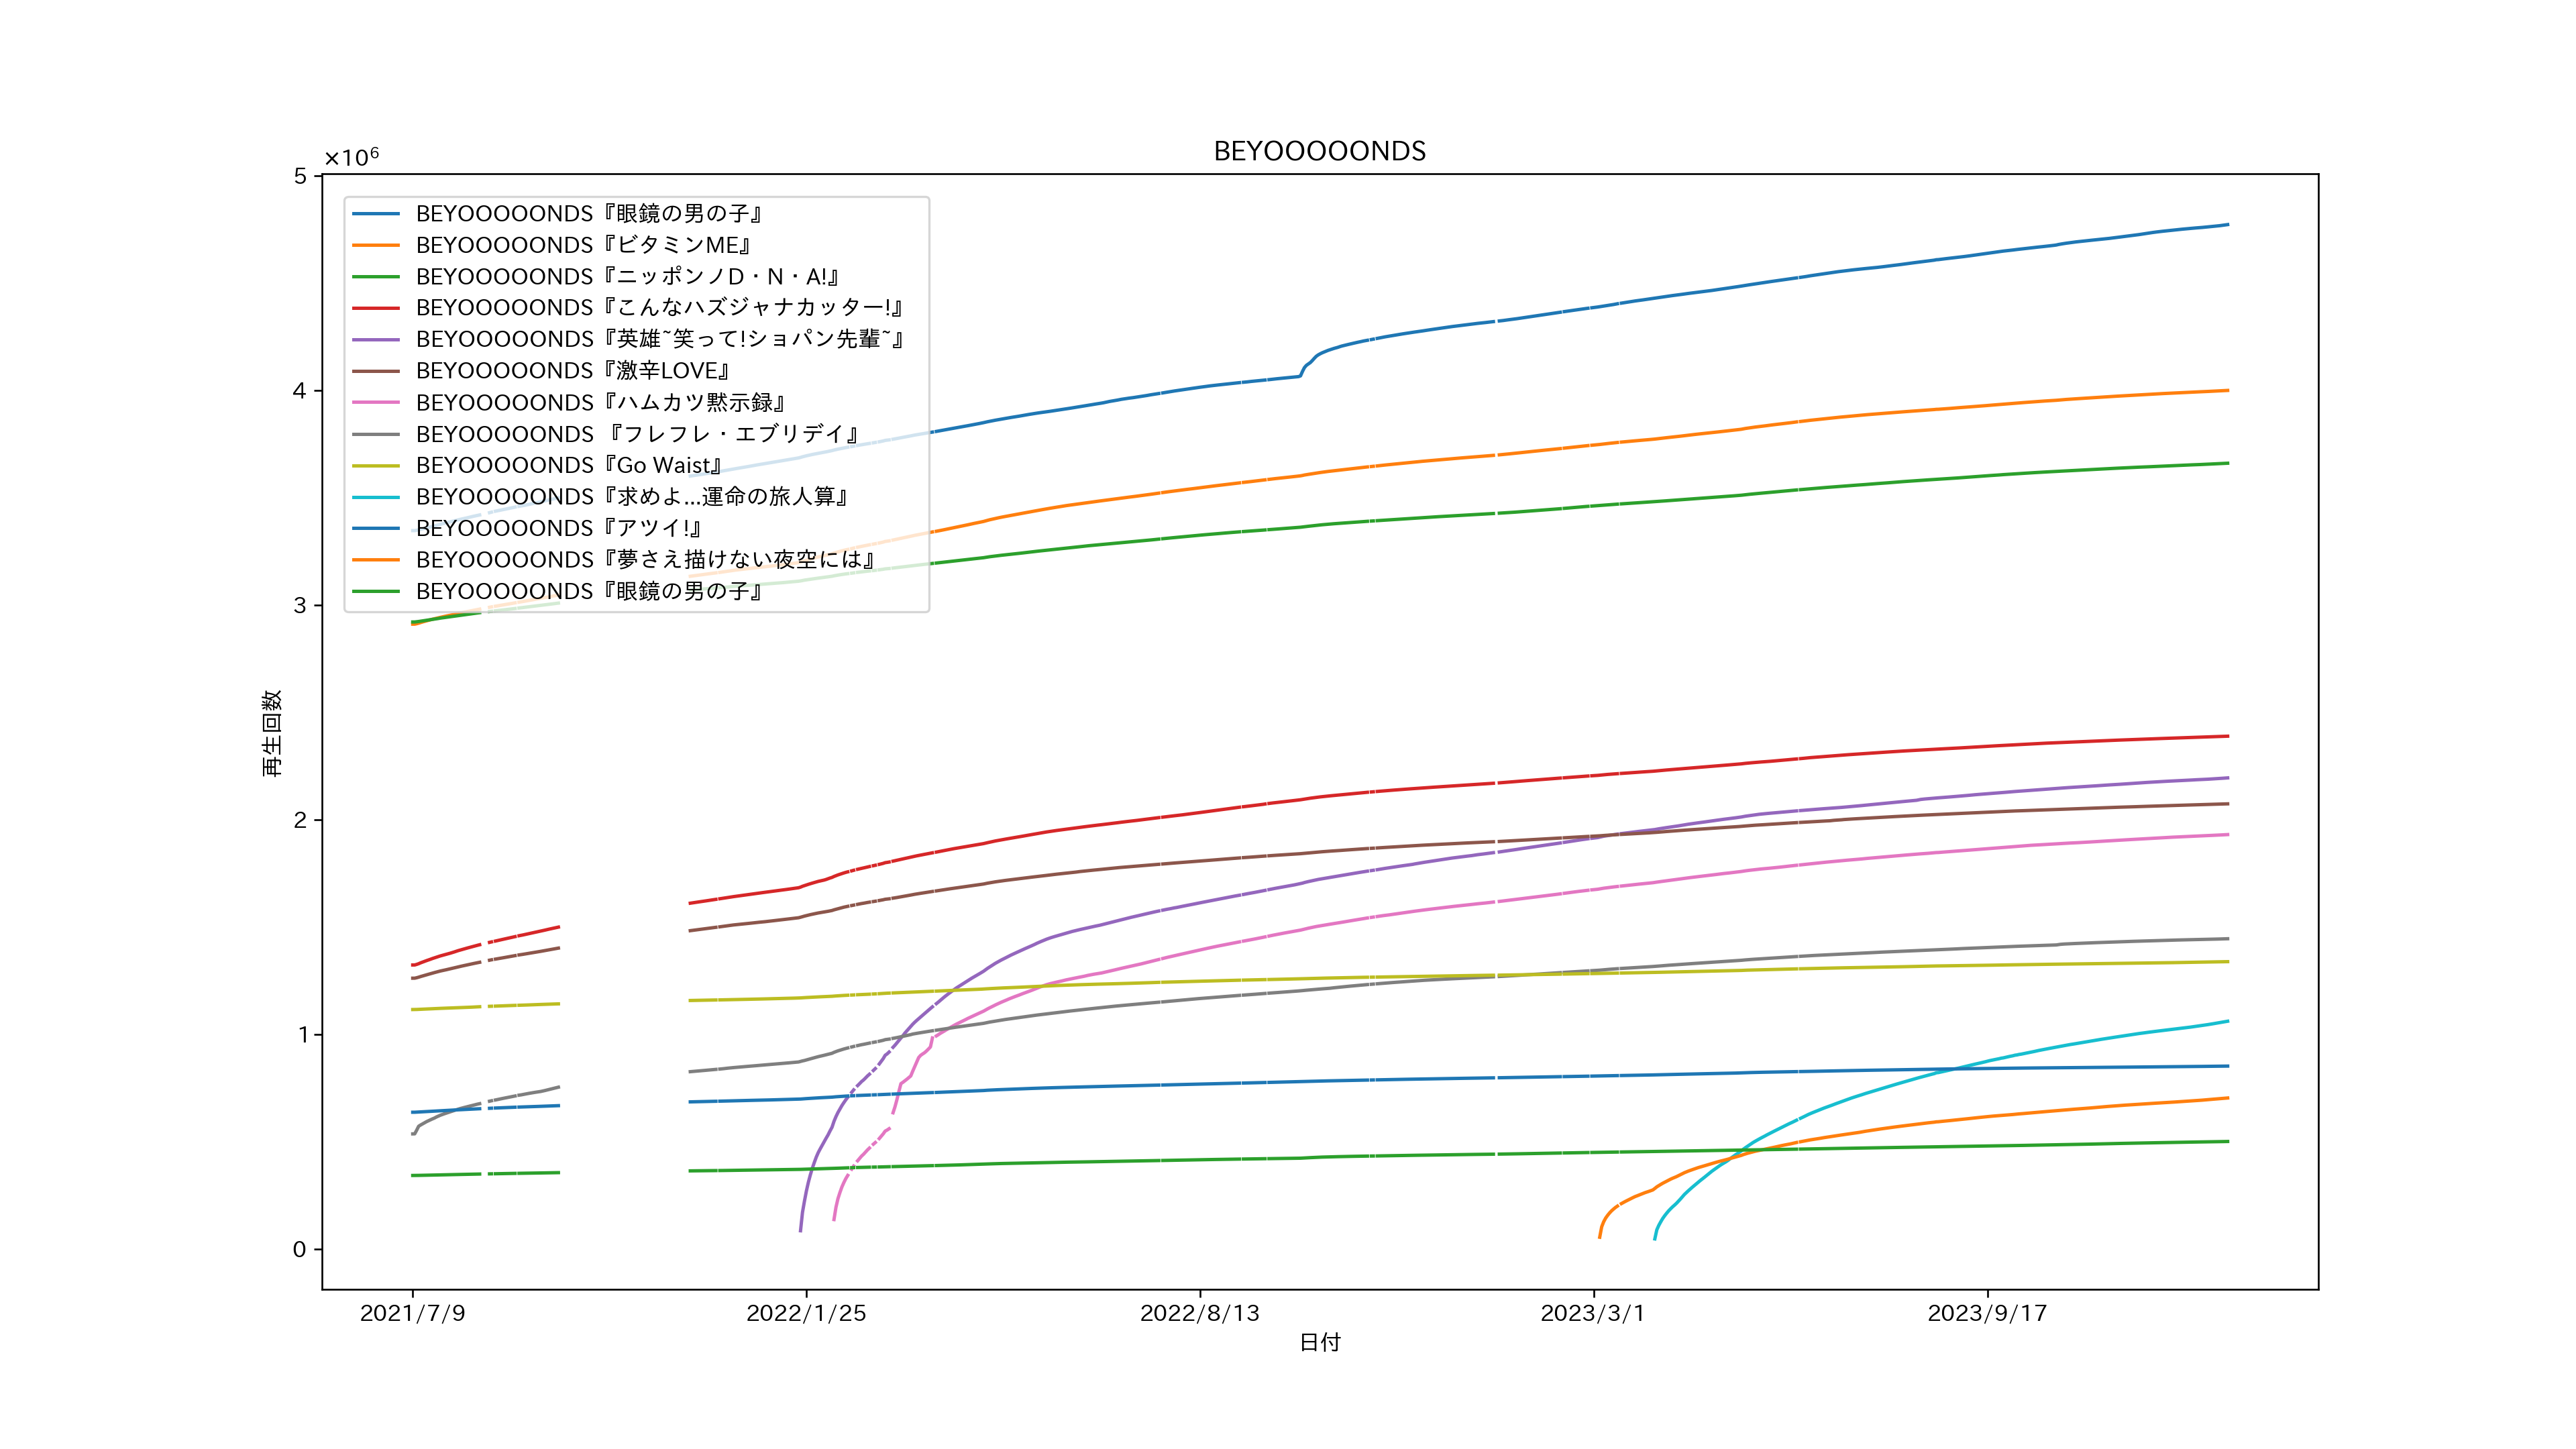 BEYOOOOONDS
×10⁶
5
4
3
2
1
0
再生回数
BEYOOOOONDS『眼鏡の男の子』
BEYOOOOONDS『ビタミンME』
BEYOOOOONDS『ニッポンノD・N・A!』
BEYOOOOONDS『こんなハズジャナカッター!』
BEYOOOOONDS『英雄~笑って!ショパン先輩~』
BEYOOOOONDS『激辛LOVE』
BEYOOOOONDS『ハムカツ黙示録』
BEYOOOOONDS 『フレフレ・エブリデイ』
BEYOOOOONDS『Go Waist』
BEYOOOOONDS『求めよ...運命の旅人算』
BEYOOOOONDS『アツイ!』
BEYOOOOONDS『夢さえ描けない夜空には』
BEYOOOOONDS『眼鏡の男の子』
2021/7/9
2022/1/25
2022/8/13
2023/3/1
2023/9/17
日付